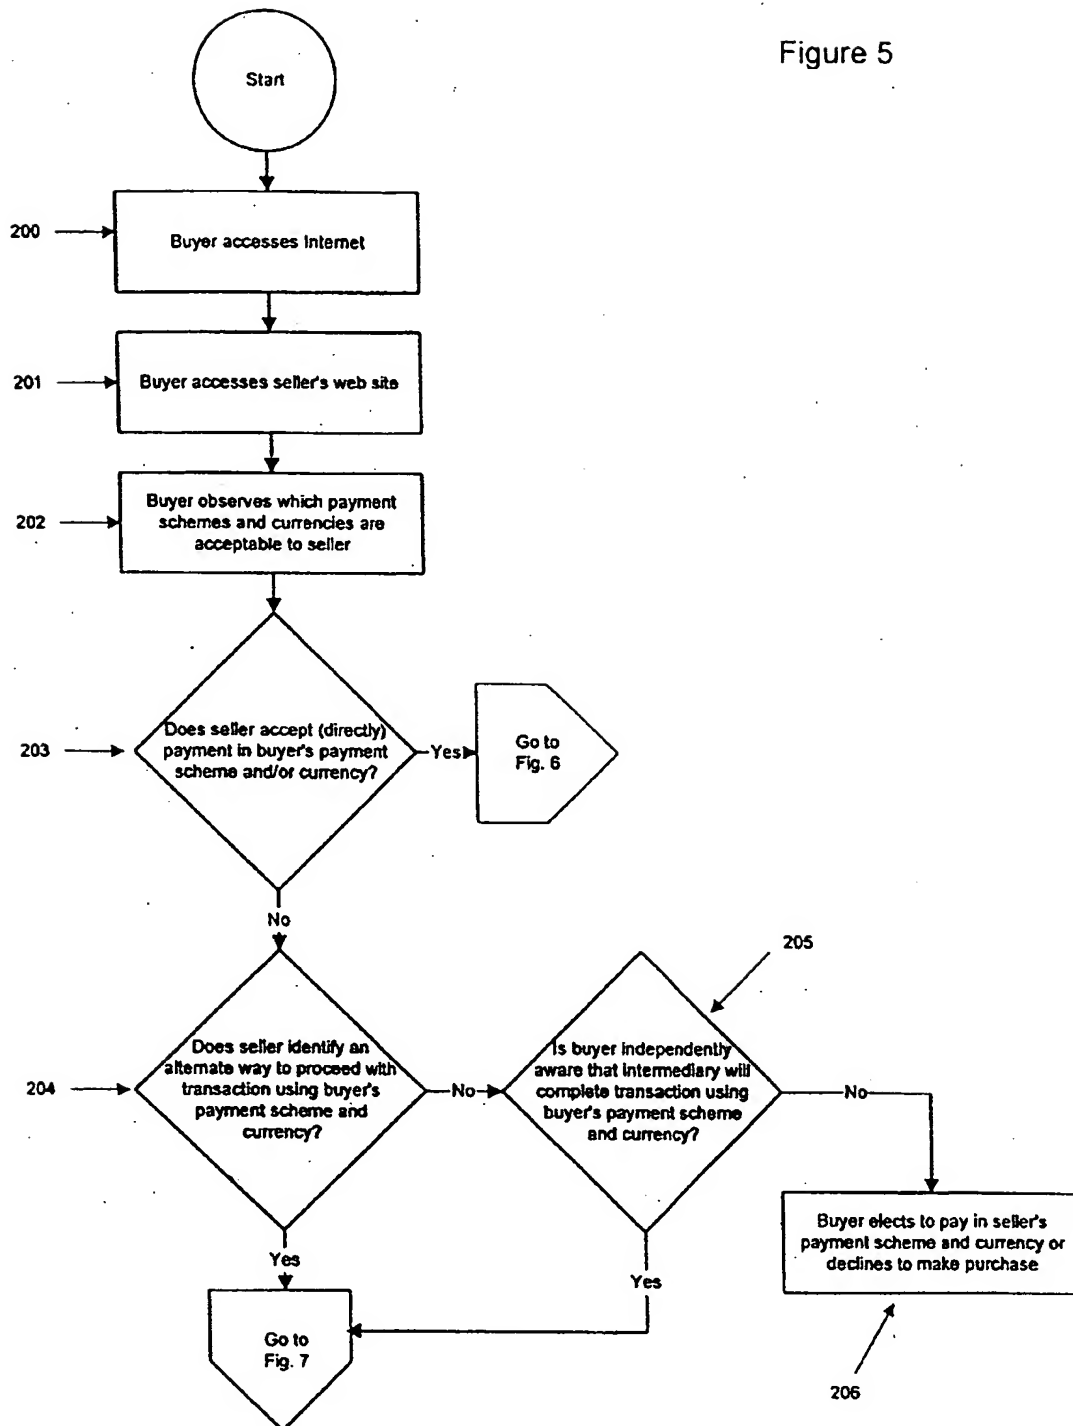 Figure 5
Start
200
Buyer accesses Internet
201
Buyer accesses seller's web site
202
Buyer observes which payment
schemes and currencies are
acceptable to seller
203
Does seller accept (directly)
payment in buyer's payment
scheme and/or currency?
Yes
Go to
Fig. 6
No
205
204
Does seller identify an
alternate way to proceed with
transaction using buyer's
payment scheme and
currency?
No
Is buyer independently
aware that intermediary will
complete transaction using
buyer's payment scheme
and currency?
No
Buyer elects to pay in seller's
payment scheme and currency or
declines to make purchase
Yes
Yes
Go to
Fig. 7
206